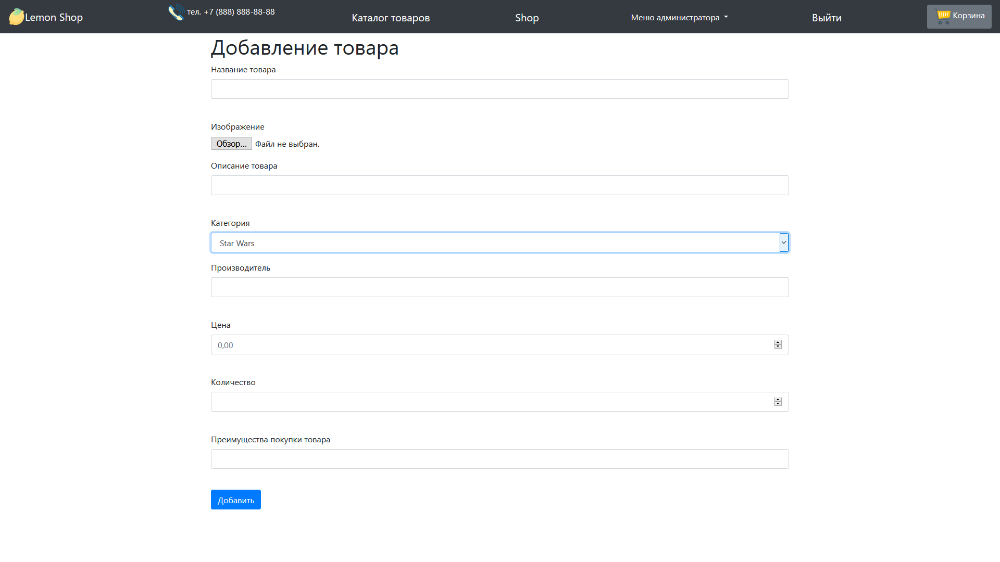 Lemon Shop
тел. +7 (888) 888-88-88
Каталог товаров
Shop
Меню администратора
Выйти
Корзина
Добавление товара
Название товара
Изображение
Обзор... Файл не выбран.
Описание товара
Категория
Star Wars
Производитель
Цена
0,00
Количество
Преимущества покупки товара
Добавить